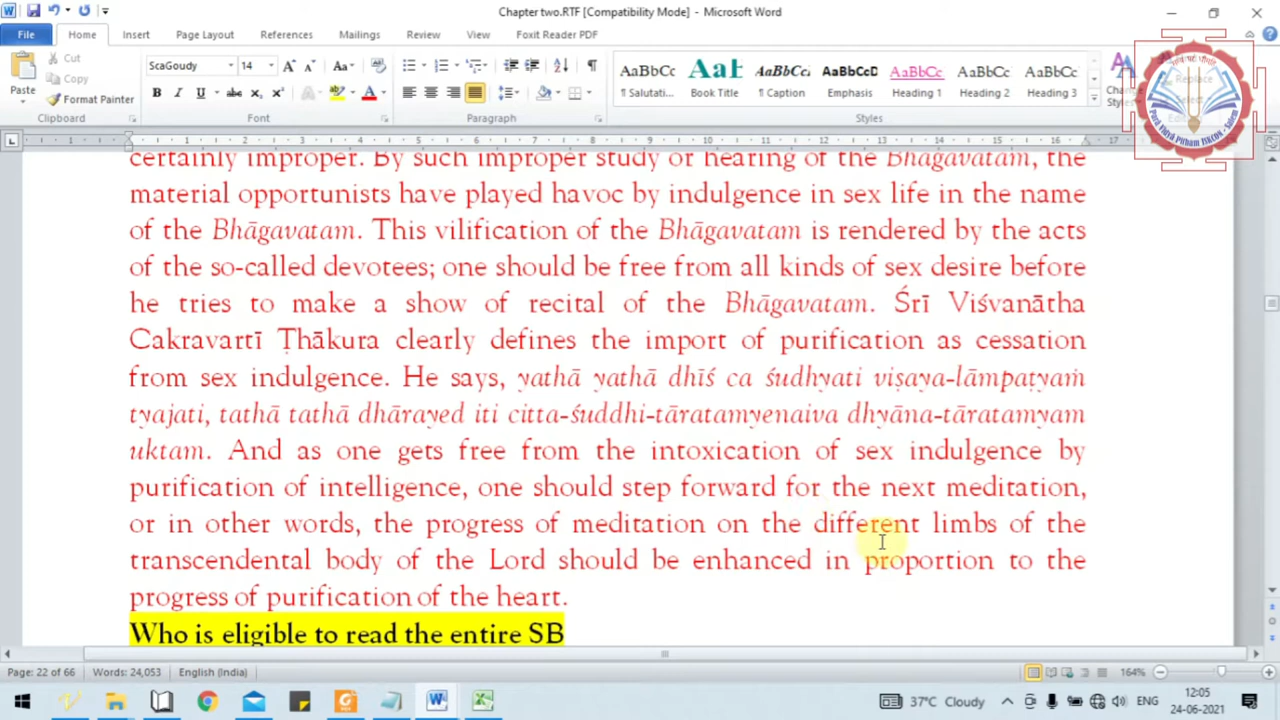 Chapter two.RTF [Compatibility Mode] - Microsoft Word
File Home Insert Page Layout References Mailings Review View Foxit Reader PDF
Paste
Cut
Copy
Format Painter
ScaGoudy 14
AaBbCc AaB AaBbCc AaBbCcD AaBbCc AaBbCc AaBbCc
¶ Salutati... Book Title ¶ Caption Emphasis Heading 1 Heading 2 Heading 3
Clipboard Font Paragraph Styles
certainly improper. By such improper study or hearing of the Bhāgavatam, the
material opportunists have played havoc by indulgence in sex life in the name
of the Bhāgavatam. This vilification of the Bhāgavatam is rendered by the acts
of the so-called devotees; one should be free from all kinds of sex desire before
he tries to make a show of recital of the Bhāgavatam. Śrī Viśvanātha
Cakravartī Ṭhākura clearly defines the import of purification as cessation
from sex indulgence. He says, yathā yathā dhīś ca śudhyati viṣaya-lāmpaṭyaṁ
tyajati, tathā tathā dhārayed iti citta-śuddhi-tāratamyenaiva dhyāna-tāratamyam
uktam. And as one gets free from the intoxication of sex indulgence by
purification of intelligence, one should step forward for the next meditation,
or in other words, the progress of meditation on the different limbs of the
transcendental body of the Lord should be enhanced in proportion to the
progress of purification of the heart.
Who is eligible to read the entire SB
Page: 22 of 66 Words: 24,053 English (India) 164%
37°C Cloudy ENG 12:05
24-06-2021